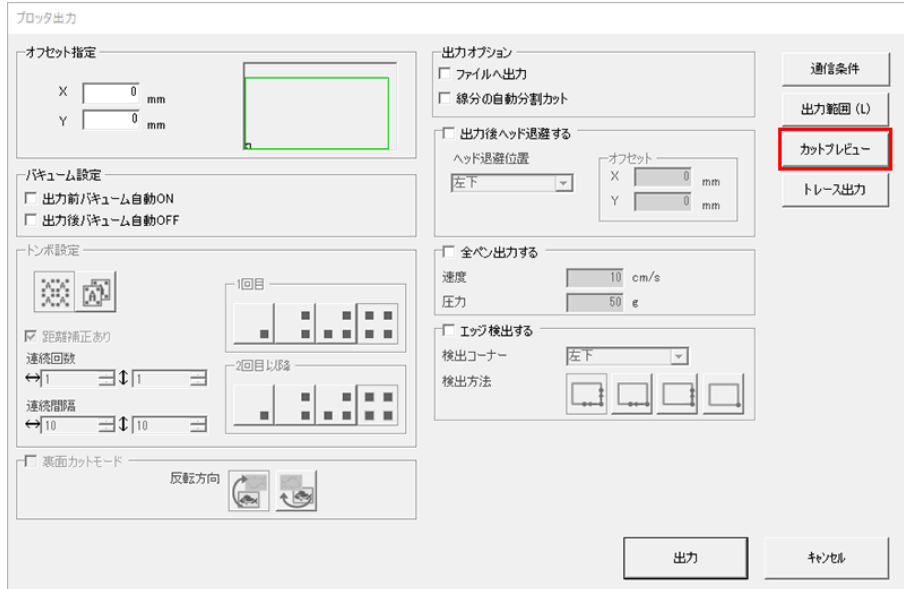 プロッタ出力
オフセット指定
X 0 mm
Y 0 mm
バキューム設定
出力前バキューム自動ON
出力後バキューム自動OFF
トンボ設定
距離補正あり
連続回数
1 1
連続間隔
10 10
1回目
2回目以降
裏面カットモード
反転方向
出力オプション
ファイルへ出力
線分の自動分割カット
出力後ヘッド退避する
ヘッド退避位置
左下
オフセット
X 0 mm
Y 0 mm
全ペン出力する
速度 10 cm/s
圧力 50 g
エッジ検出する
検出コーナー 左下
検出方法
通信条件
出力範囲 (L)
カットプレビュー
トレース出力
出力
キャンセル